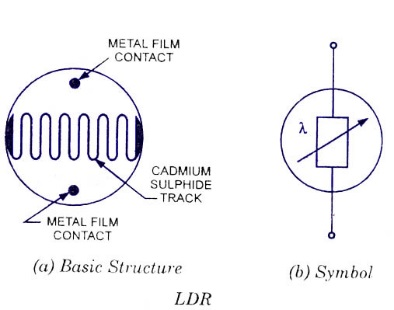 METAL FILM
CONTACT
λ
CADMIUM
SULPHIDE
TRACK
METAL FILM
CONTACT
(a) Basic Structure
(b) Symbol
LDR